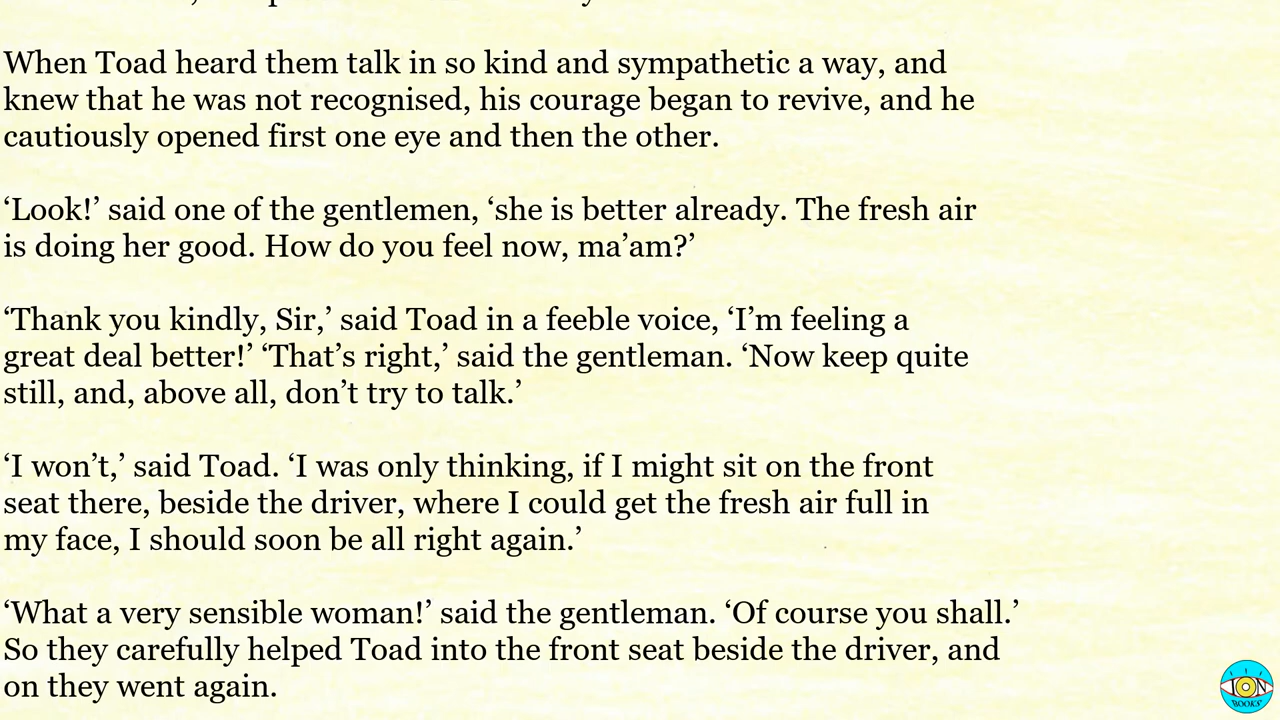 When Toad heard them talk in so kind and sympathetic a way, and
knew that he was not recognised, his courage began to revive, and he
cautiously opened first one eye and then the other.
‘Look!’ said one of the gentlemen, ‘she is better already. The fresh air
is doing her good. How do you feel now, ma’am?’
‘Thank you kindly, Sir,’ said Toad in a feeble voice, ‘I’m feeling a
great deal better!’ ‘That’s right,’ said the gentleman. ‘Now keep quite
still, and, above all, don’t try to talk.’
‘I won’t,’ said Toad. ‘I was only thinking, if I might sit on the front
seat there, beside the driver, where I could get the fresh air full in
my face, I should soon be all right again.’
‘What a very sensible woman!’ said the gentleman. ‘Of course you shall.’
So they carefully helped Toad into the front seat beside the driver, and
on they went again.
ION
BOOKS